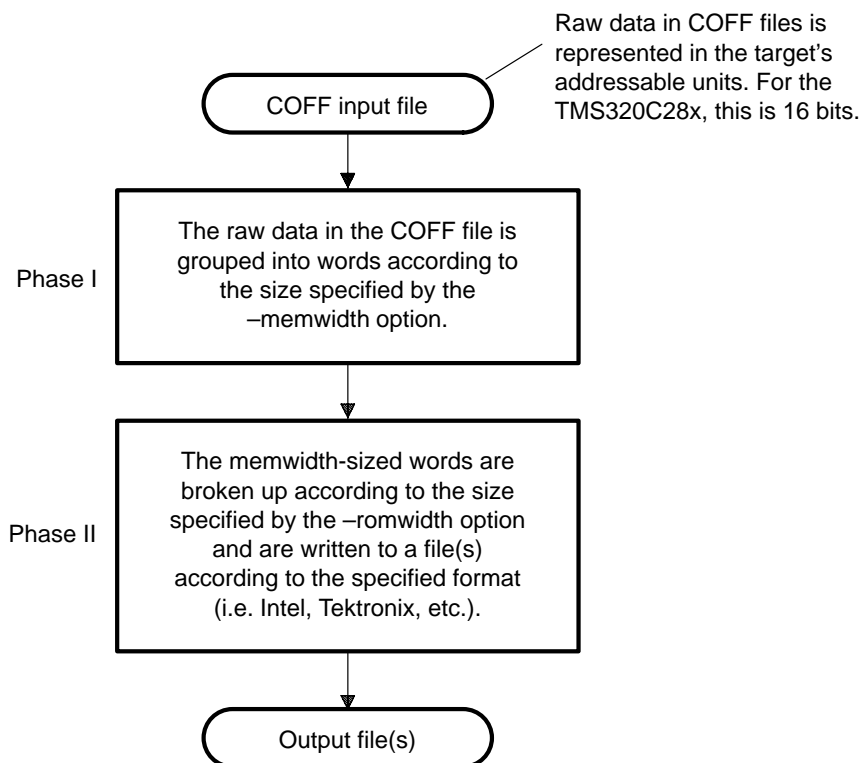 Raw data in COFF files is
represented in the target's
addressable units. For the
TMS320C28x, this is 16 bits.
COFF input file
Phase I
The raw data in the COFF file is
grouped into words according to
the size specified by the
–memwidth option.
Phase II
The memwidth-sized words are
broken up according to the size
specified by the –romwidth option
and are written to a file(s)
according to the specified format
(i.e. Intel, Tektronix, etc.).
Output file(s)